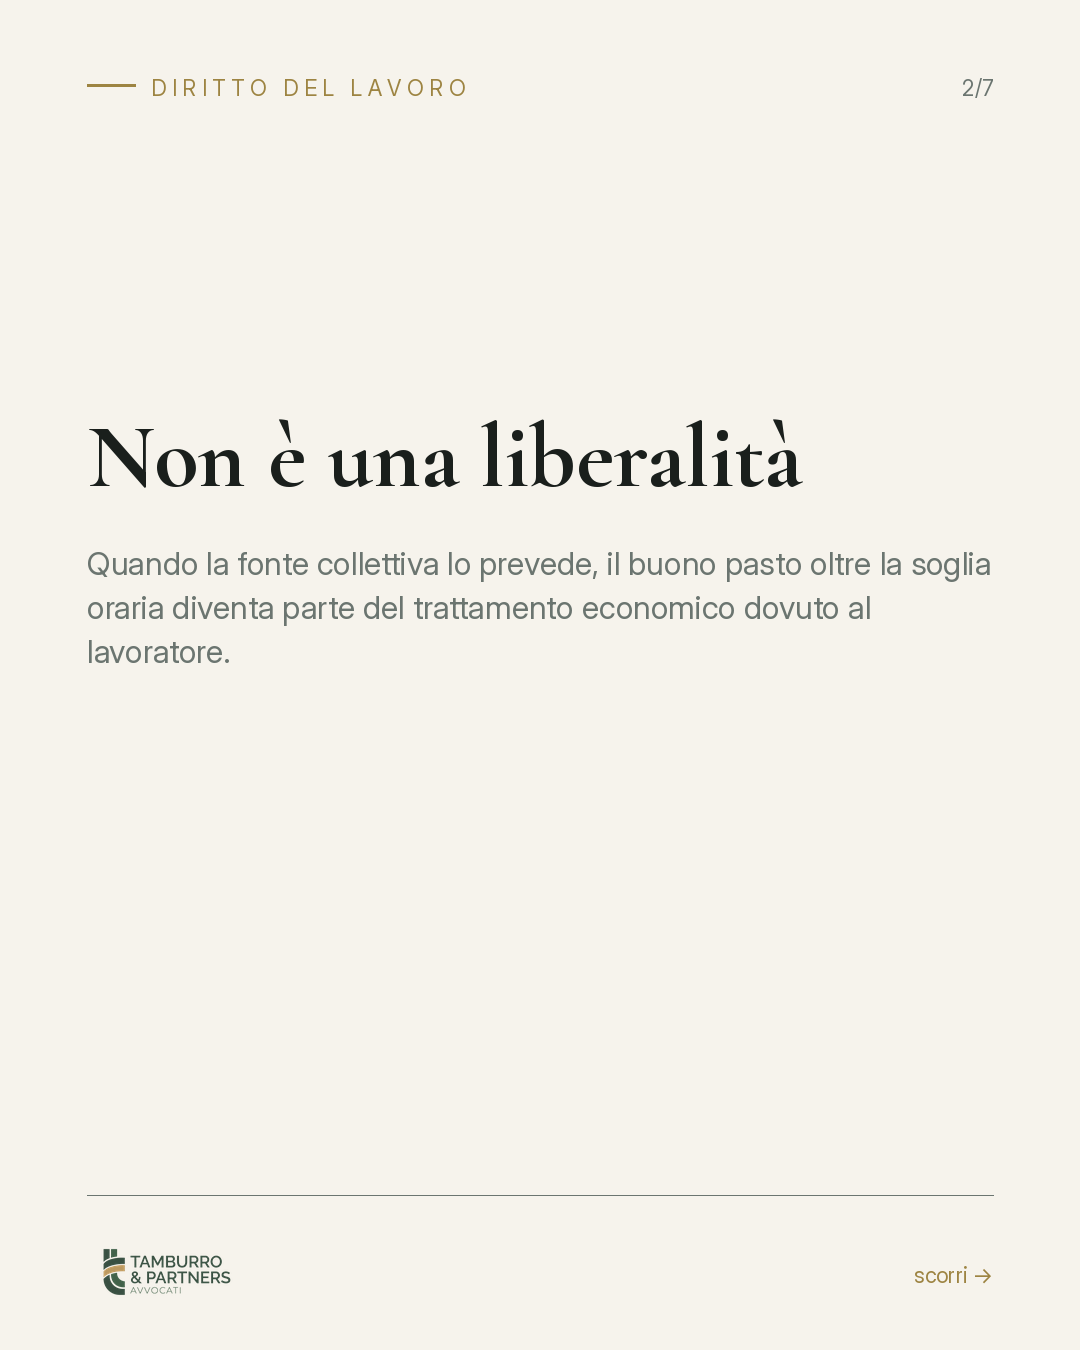 DIRITTO DEL LAVORO
2/7
Non è una liberalità
Quando la fonte collettiva lo prevede, il buono pasto oltre la soglia
oraria diventa parte del trattamento economico dovuto al
lavoratore.
TAMBURRO
& PARTNERS
AVVOCATI
scorri →